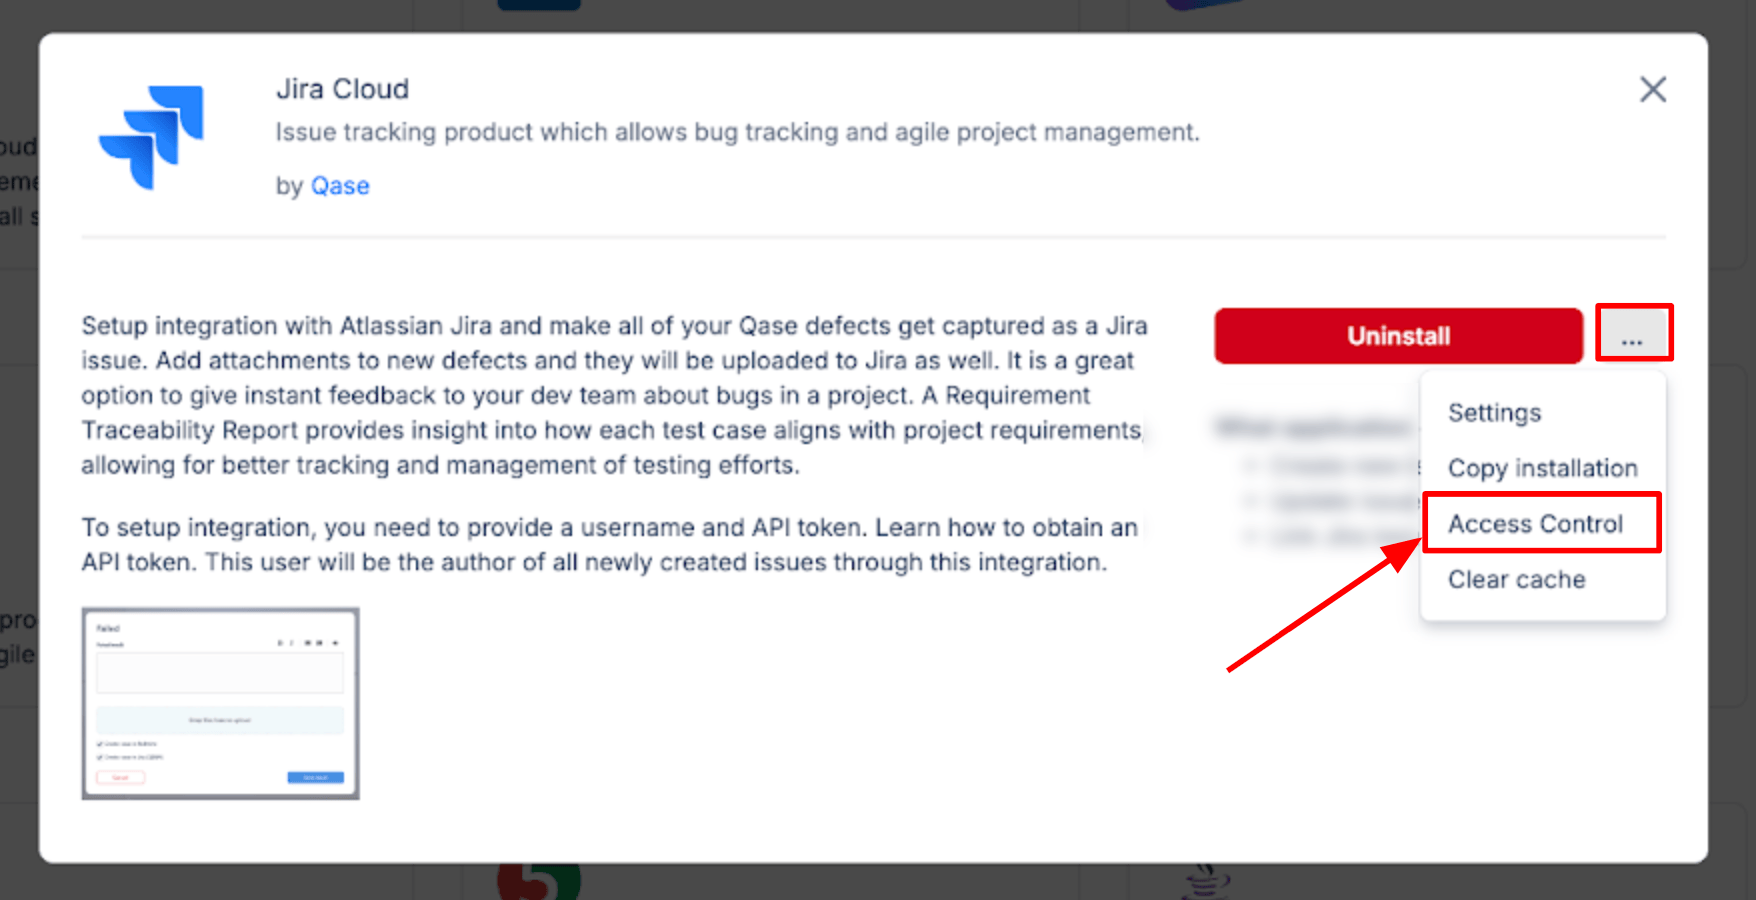 Jira Cloud
Issue tracking product which allows bug tracking and agile project management.
by Qase
oud
eme
all s
Setup integration with Atlassian Jira and make all of your Qase defects get captured as a Jira
issue. Add attachments to new defects and they will be uploaded to Jira as well. It is a great
option to give instant feedback to your dev team about bugs in a project. A Requirement
Traceability Report provides insight into how each test case aligns with project requirements,
allowing for better tracking and management of testing efforts.
To setup integration, you need to provide a username and API token. Learn how to obtain an
API token. This user will be the author of all newly created issues through this integration.
Uninstall
...
Settings
Copy installation
Access Control
Clear cache
pro
gile
Failed
Cancel